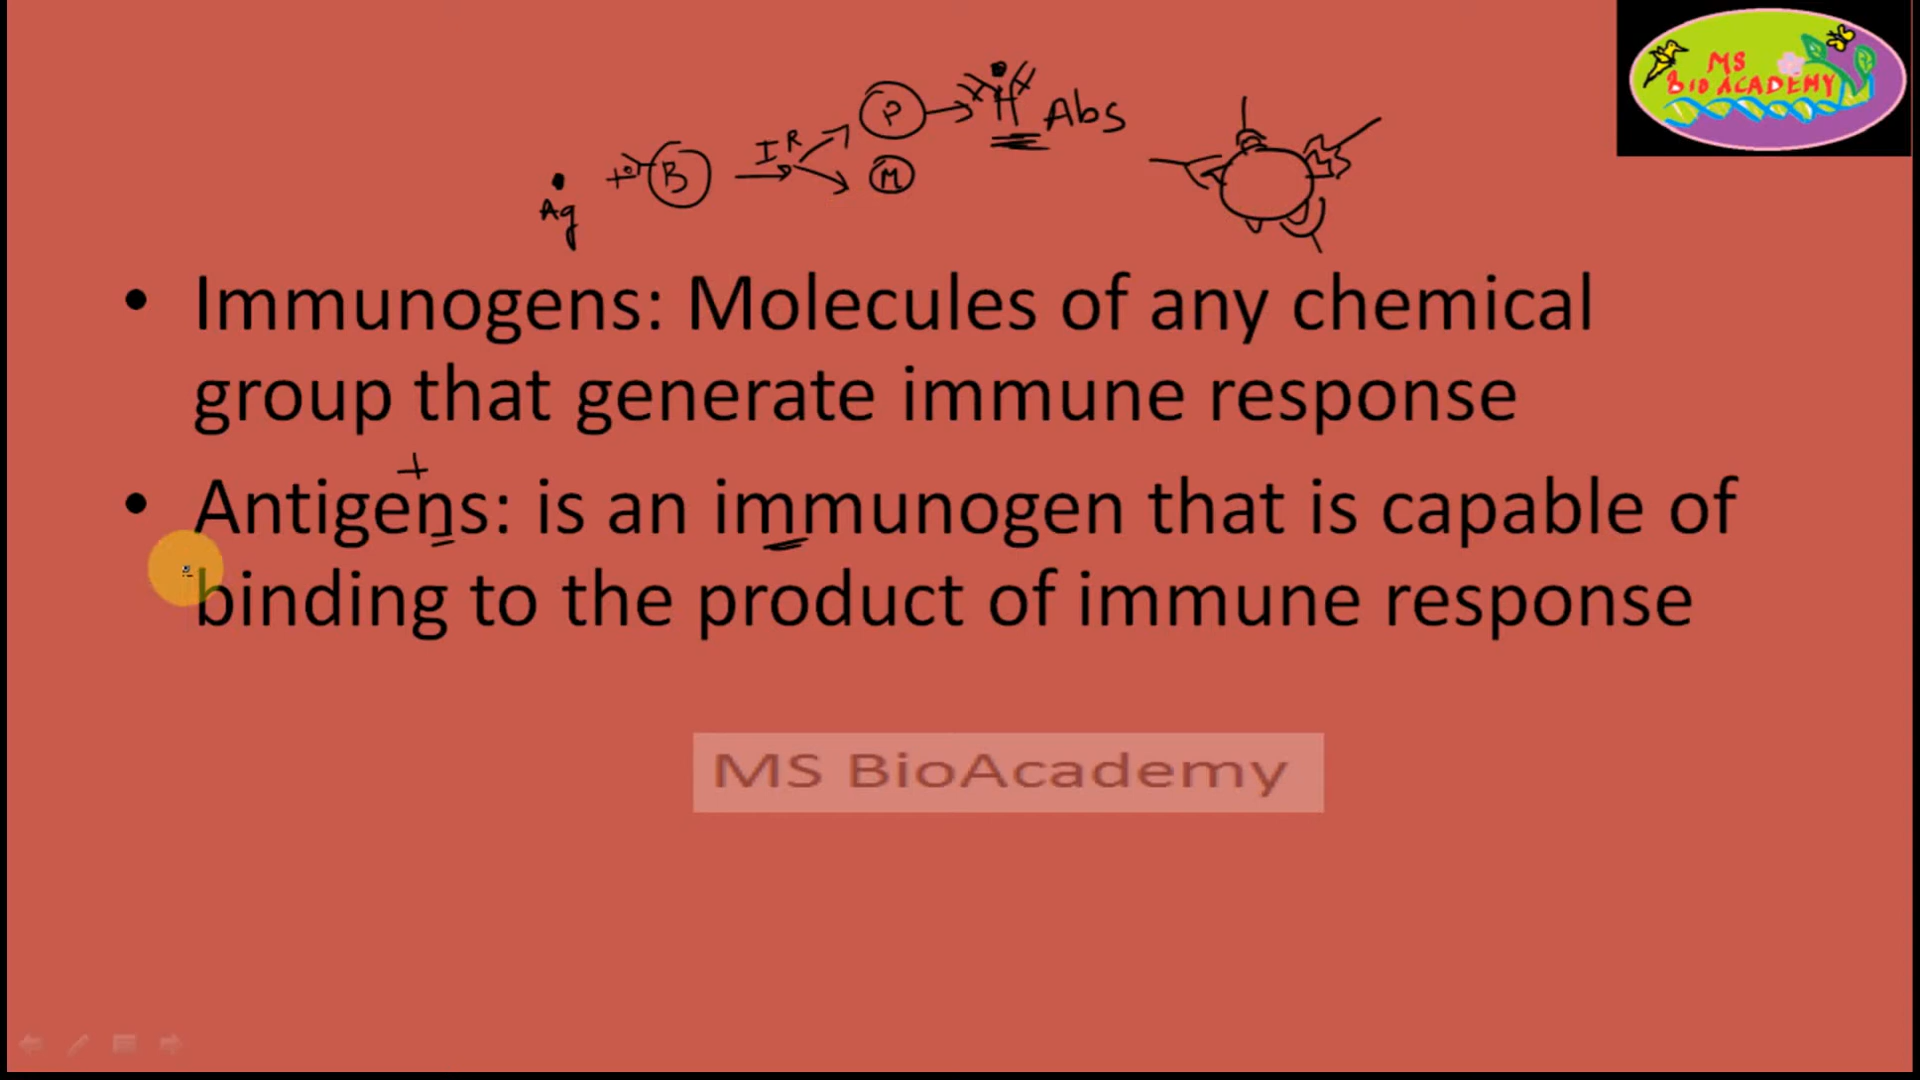 MS
BIO ACADEMY
P
Abs
IR
B
M
Ag
• Immunogens: Molecules of any chemical
group that generate immune response
• Antigens: is an immunogen that is capable of
binding to the product of immune response
MS BioAcademy